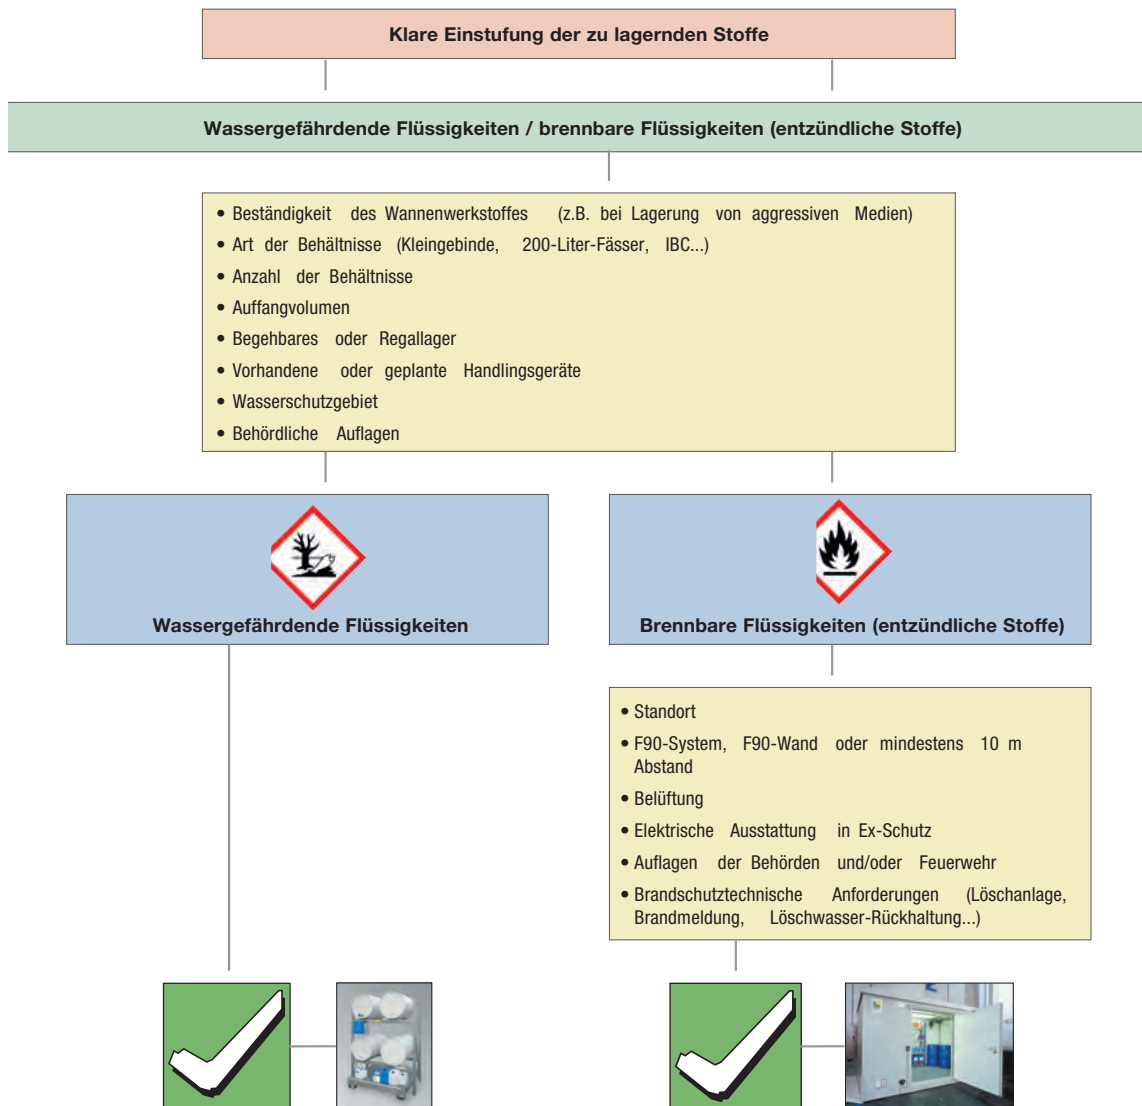 Klare Einstufung der zu lagernden Stoffe
Wassergefährdende Flüssigkeiten / brennbare Flüssigkeiten (entzündliche Stoffe)
• Beständigkeit des Wannenwerkstoffes (z.B. bei Lagerung von aggressiven Medien)
• Art der Behältnisse (Kleingebinde, 200-Liter-Fässer, IBC...)
• Anzahl der Behältnisse
• Auffangvolumen
• Begehbares oder Regallager
• Vorhandene oder geplante Handlingsgeräte
• Wasserschutzgebiet
• Behördliche Auflagen
Wassergefährdende Flüssigkeiten
Brennbare Flüssigkeiten (entzündliche Stoffe)
• Standort
• F90-System, F90-Wand oder mindestens 10 m
Abstand
• Belüftung
• Elektrische Ausstattung in Ex-Schutz
• Auflagen der Behörden und/oder Feuerwehr
• Brandschutztechnische Anforderungen (Löschanlage,
Brandmeldung, Löschwasser-Rückhaltung...)